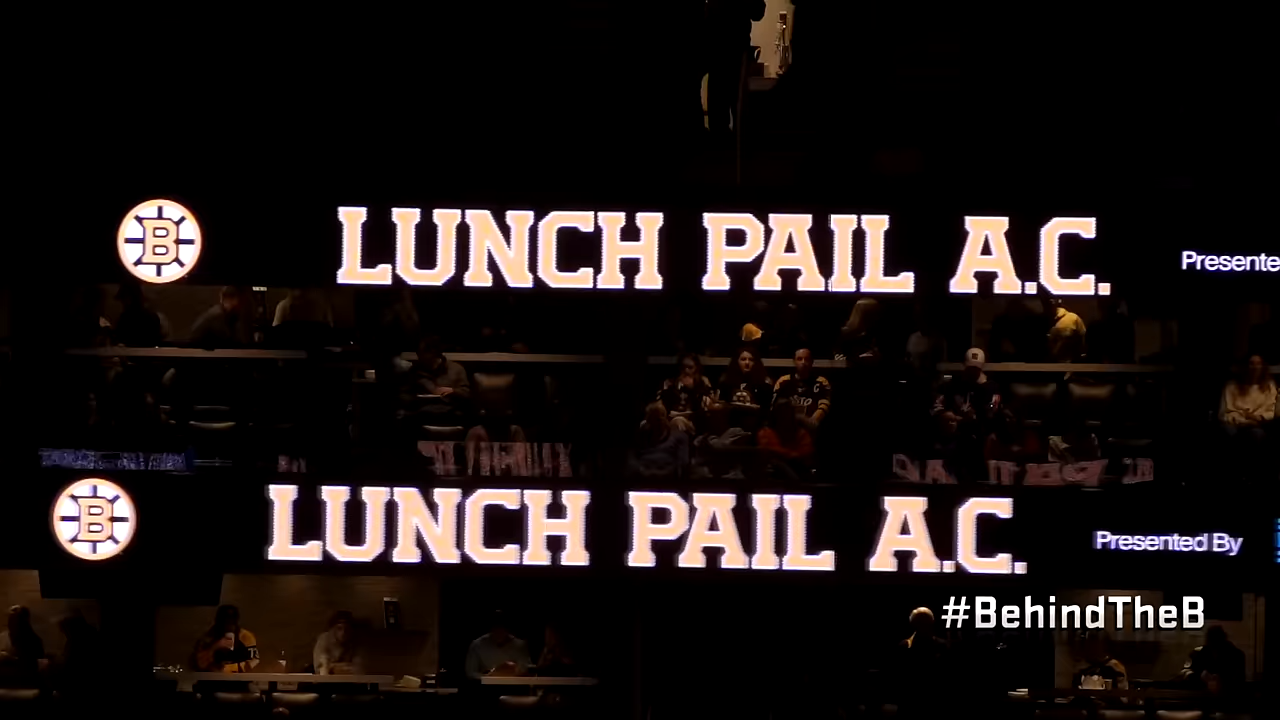 B LUNCH PAIL A.C. Presente
B LUNCH PAIL A.C. Presented By
#BehindTheB